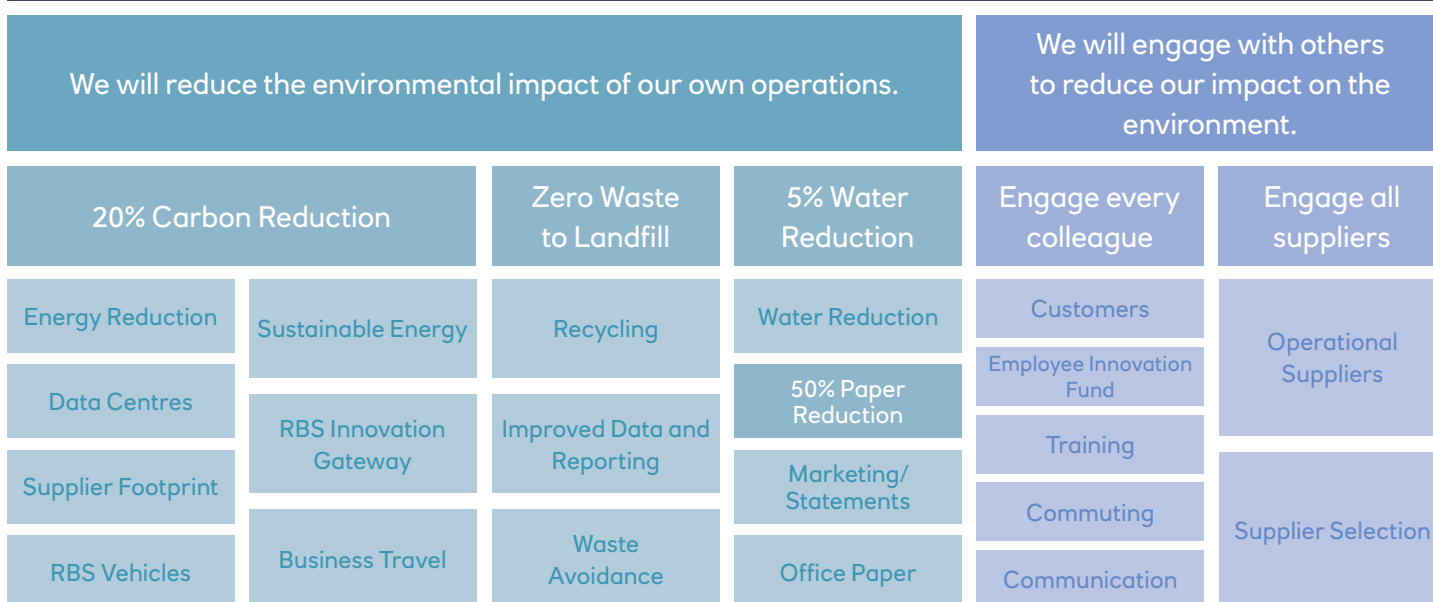 We will reduce the environmental impact of our own operations.
We will engage with others
to reduce our impact on the
environment.
20% Carbon Reduction
Zero Waste
to Landfill
5% Water
Reduction
Engage every
colleague
Engage all
suppliers
Energy Reduction
Data Centres
Supplier Footprint
RBS Vehicles
Sustainable Energy
RBS Innovation
Gateway
Business Travel
Recycling
Improved Data and
Reporting
Waste
Avoidance
Water Reduction
50% Paper
Reduction
Marketing/
Statements
Office Paper
Customers
Employee Innovation
Fund
Training
Commuting
Communication
Operational
Suppliers
Supplier Selection